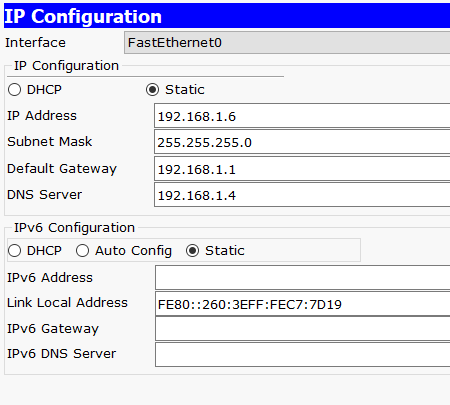 IP Configuration
Interface FastEthernet0
IP Configuration
DHCP Static
IP Address 192.168.1.6
Subnet Mask 255.255.255.0
Default Gateway 192.168.1.1
DNS Server 192.168.1.4
IPv6 Configuration
DHCP Auto Config Static
IPv6 Address
Link Local Address FE80::260:3EFF:FEC7:7D19
IPv6 Gateway
IPv6 DNS Server